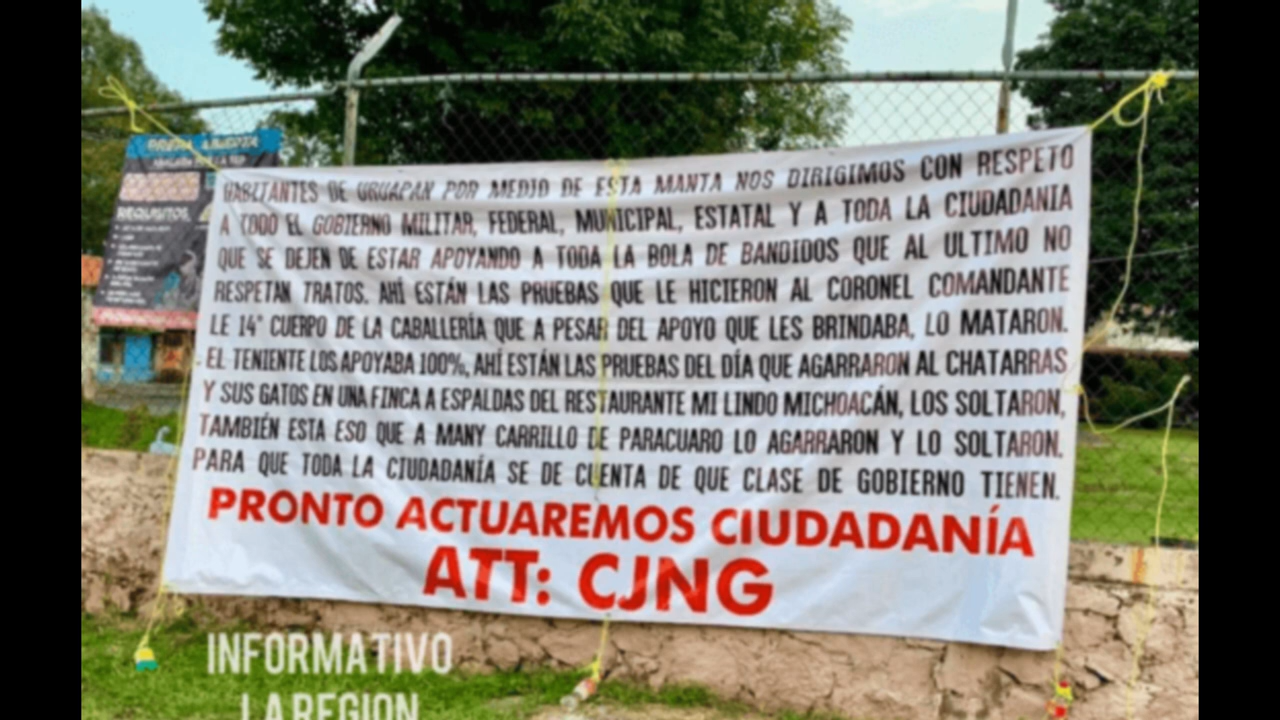 HABITANTES DE URUAPAN POR MEDIO DE ESTA MANTA NOS DIRIGIMOS CON RESPETO
A TODO EL GOBIERNO MILITAR, FEDERAL, MUNICIPAL, ESTATAL Y A TODA LA CIUDADANIA
QUE SE DEJEN DE ESTAR APOYANDO A TODA LA BOLA DE BANDIDOS QUE AL ULTIMO NO
RESPETAN TRATOS. AHÍ ESTÁN LAS PRUEBAS QUE LE HICIERON AL CORONEL COMANDANTE
LE 14° CUERPO DE LA CABALLERÍA QUE A PESAR DEL APOYO QUE LES BRINDABA, LO MATARON.
EL TENIENTE LOS APOYABA 100%, AHÍ ESTÁN LAS PRUEBAS DEL DÍA QUE AGARRARON AL CHATARRAS
Y SUS GATOS EN UNA FINCA A ESPALDAS DEL RESTAURANTE MI LINDO MICHOACÁN, LOS SOLTARON,
TAMBIÉN ESTA ESO QUE A MANY CARRILLO DE PARACUARO LO AGARRARON Y LO SOLTARON.
PARA QUE TODA LA CIUDADANÍA SE DE CUENTA DE QUE CLASE DE GOBIERNO TIENEN.
PRONTO ACTUAREMOS CIUDADANÍA
ATT: CJNG
REQUISITOS
INFORMATIVO
LA REGION